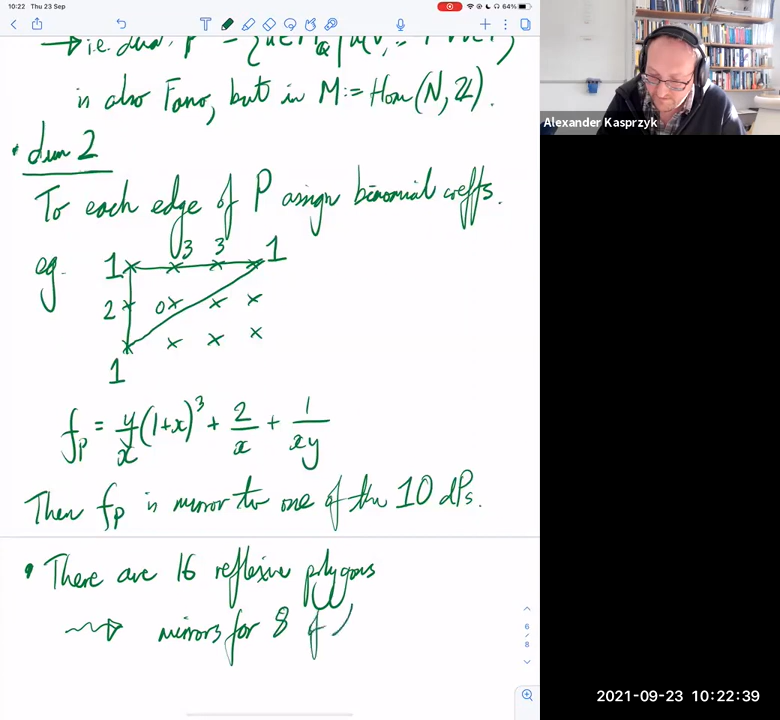 10:22 Thu 23 Sep
64%
→ i.e. dual,
is also Fano, but in M := Hom(N, ℤ).
• dim 2
To each edge of P assign binomial coeffs.
eg. 1 3 3 1
2 0
1
f_P = y/x (1+x)³ + 2/x + 1/xy
Then f_P is mirror to one of the 10 dPs.
• There are 16 reflexive polygons
⇝ mirrors for 8 of
6
/
8
Alexander Kasprzyk
2021-09-23 10:22:39